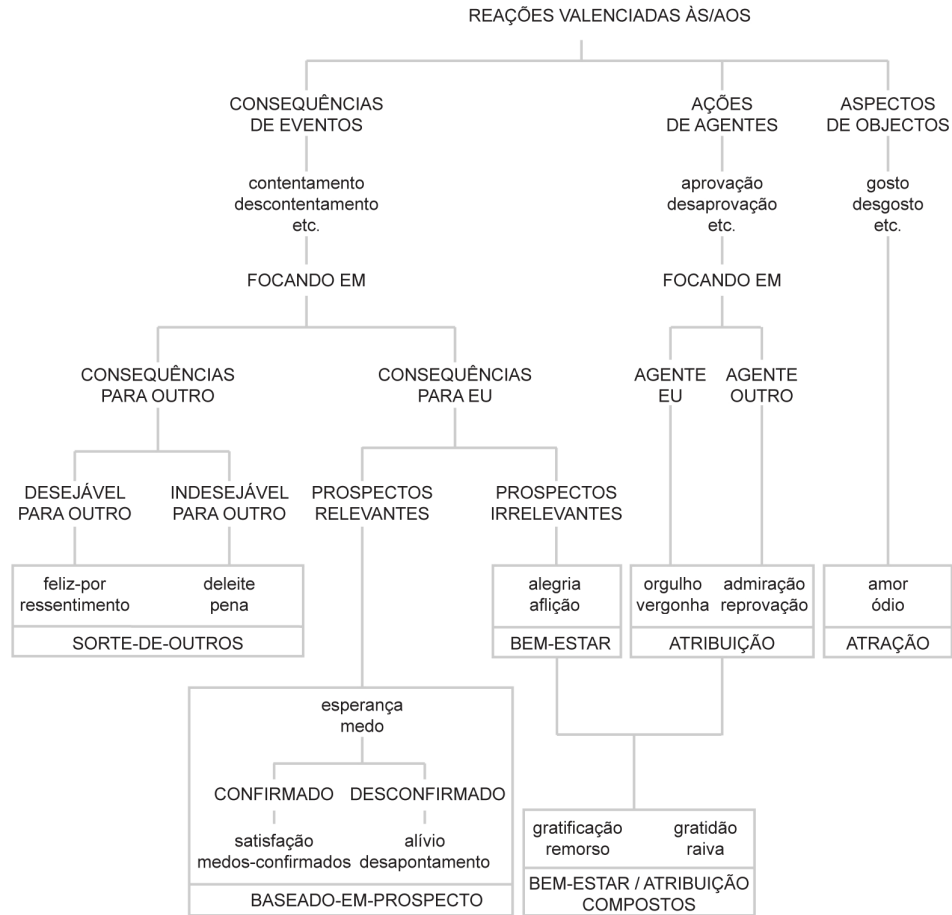 REAÇÕES VALENCIADAS ÀS/AOS
CONSEQUÊNCIAS
DE EVENTOS
AÇÕES
DE AGENTES
ASPECTOS
DE OBJECTOS
contentamento
descontentamento
etc.
aprovação
desaprovação
etc.
gosto
desgosto
etc.
FOCANDO EM
FOCANDO EM
CONSEQUÊNCIAS
PARA OUTRO
CONSEQUÊNCIAS
PARA EU
AGENTE
EU
AGENTE
OUTRO
DESEJÁVEL
PARA OUTRO
INDESEJÁVEL
PARA OUTRO
PROSPECTOS
RELEVANTES
PROSPECTOS
IRRELEVANTES
feliz-por
ressentimento
deleite
pena
SORTE-DE-OUTROS
alegria
aflição
BEM-ESTAR
orgulho
vergonha
admiração
reprovação
ATRIBUIÇÃO
amor
ódio
ATRAÇÃO
esperança
medo
CONFIRMADO
DESCONFIRMADO
satisfação
medos-confirmados
alívio
desapontamento
BASEADO-EM-PROSPECTO
gratificação
remorso
gratidão
raiva
BEM-ESTAR / ATRIBUIÇÃO
COMPOSTOS